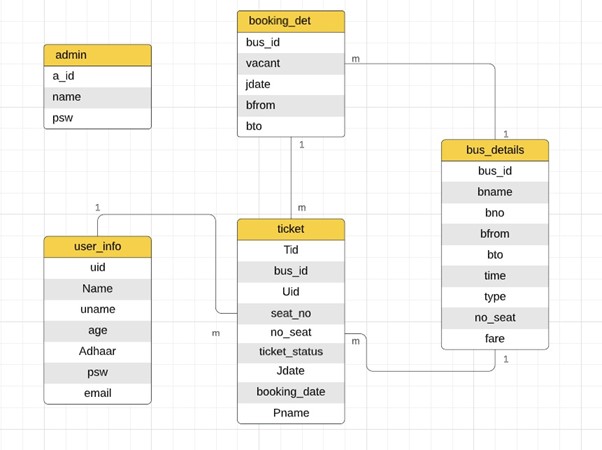 booking_det
bus_id
vacant
jdate
bfrom
bto
admin
a_id
name
psw
m
1
bus_details
bus_id
bname
bno
bfrom
bto
time
type
no_seat
fare
1
m
1
user_info
uid
Name
uname
age
Adhaar
psw
email
ticket
Tid
bus_id
Uid
seat_no
no_seat
ticket_status
Jdate
booking_date
Pname
m
m
1